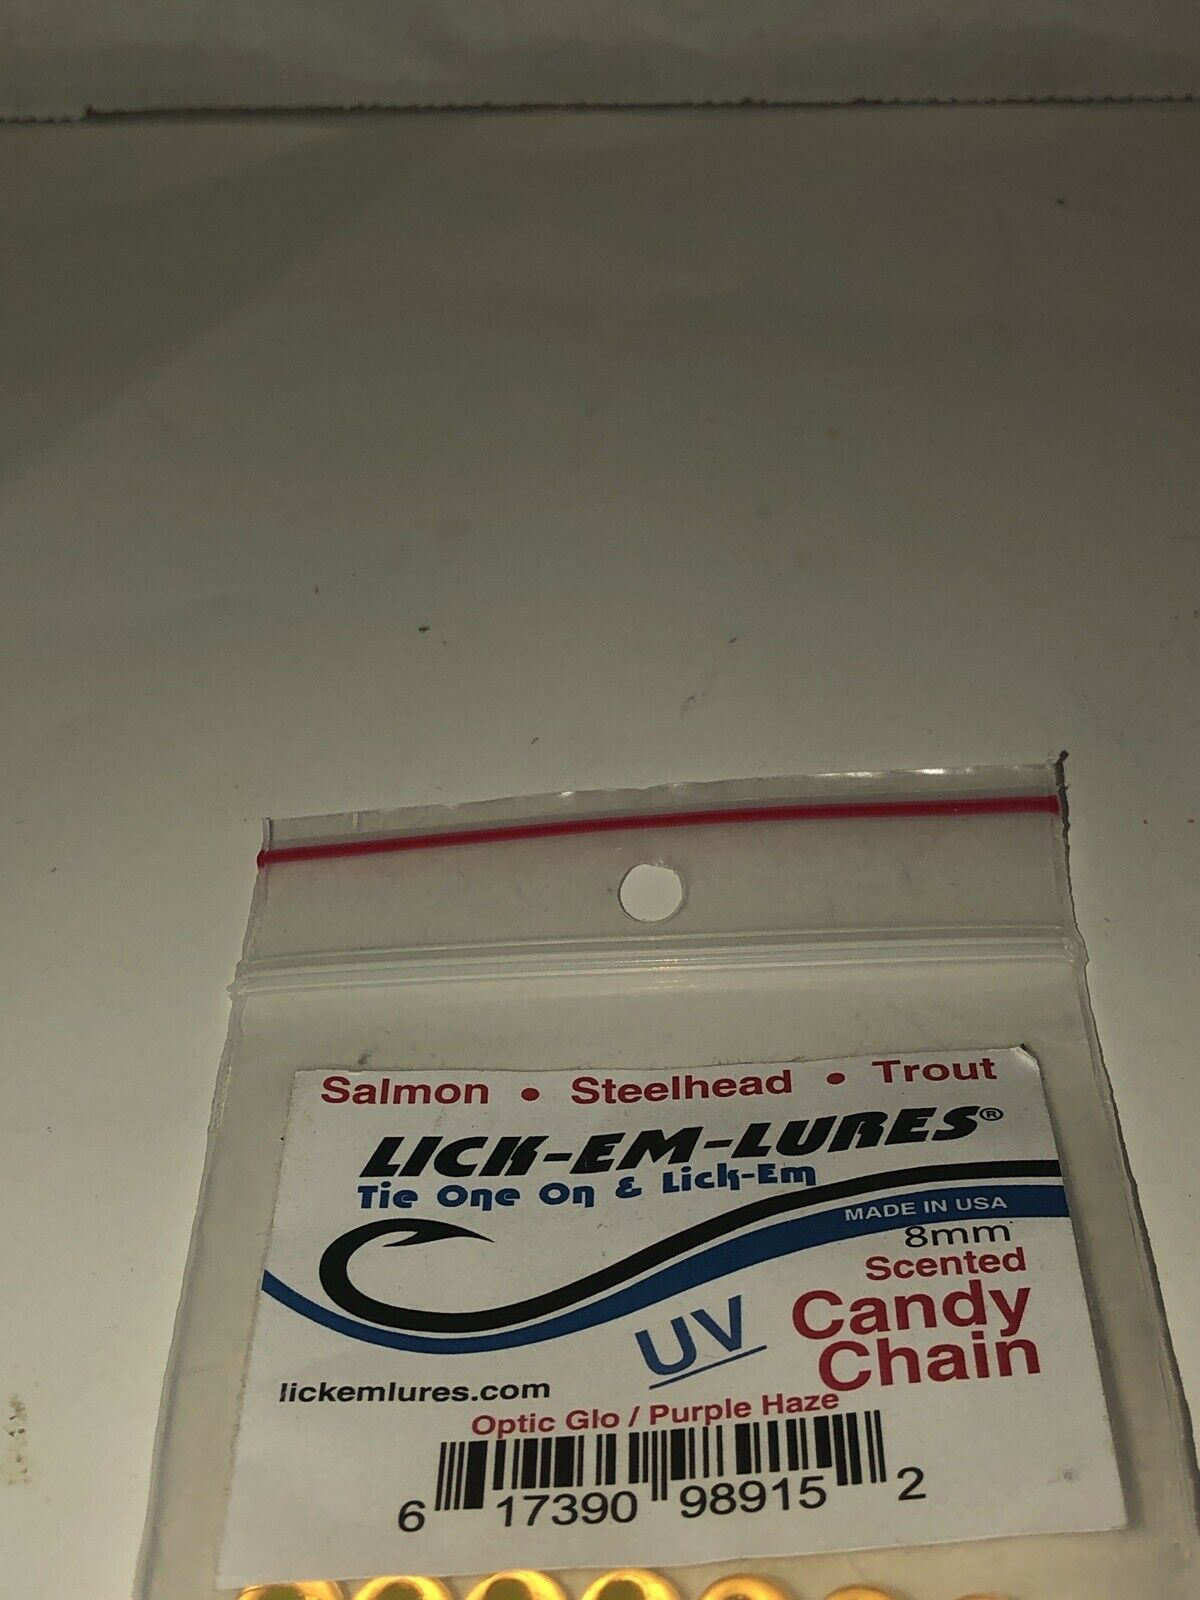 Salmon • Steelhead • Trout
LICK-EM-LURES®
Tie One On & Lick-Em
MADE IN USA
8mm
Scented
Candy
Chain
UV
lickemlures.com
Optic Glo / Purple Haze
6 17390 98915 2